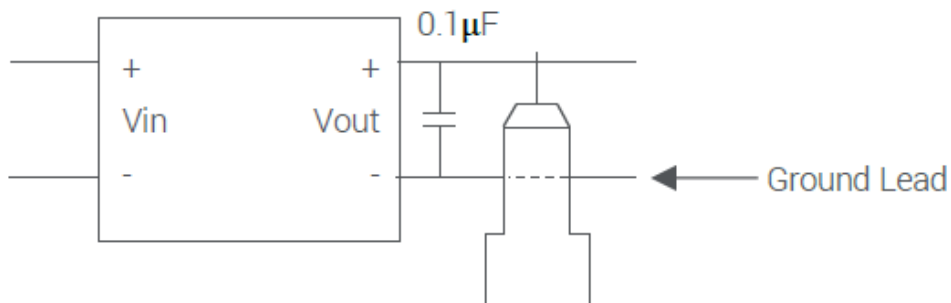 0.1μF
+ +
Vin Vout
- -
Ground Lead